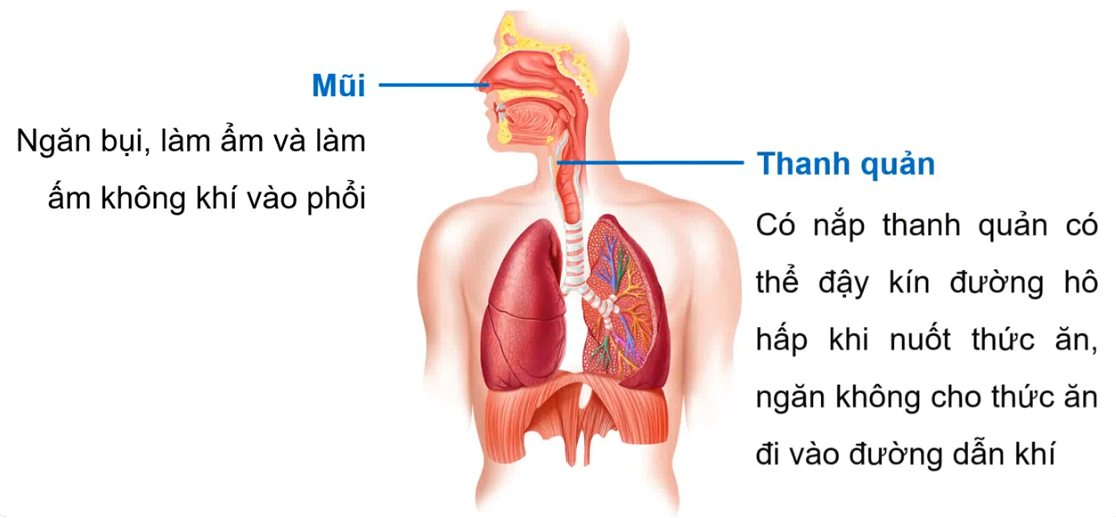 Mũi
Ngăn bụi, làm ẩm và làm
ấm không khí vào phổi
Thanh quản
Có nắp thanh quản có
thể đậy kín đường hô
hấp khi nuốt thức ăn,
ngăn không cho thức ăn
đi vào đường dẫn khí